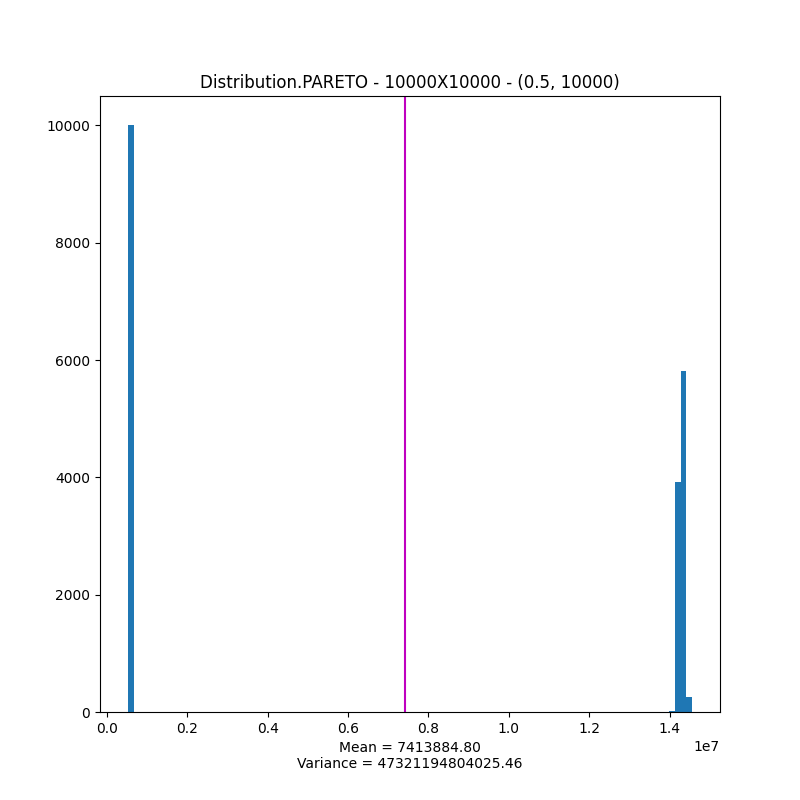 Distribution.PARETO - 10000X10000 - (0.5, 10000)
10000
8000
6000
4000
2000
0
0.0 0.2 0.4 0.6 0.8 1.0 1.2 1.4
1e7
Mean = 7413884.80
Variance = 47321194804025.46